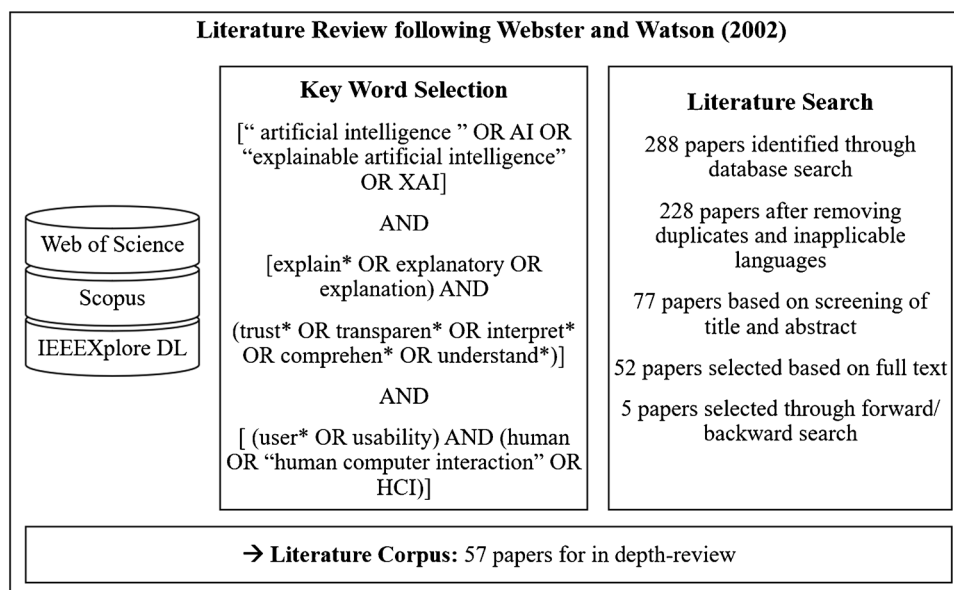 Literature Review following Webster and Watson (2002)
Web of Science
Scopus
IEEEXplore DL
Key Word Selection
[“ artificial intelligence ” OR AI OR
“explainable artificial intelligence”
OR XAI]
AND
[explain* OR explanatory OR
explanation) AND
(trust* OR transparen* OR interpret*
OR comprehen* OR understand*)]
AND
[ (user* OR usability) AND (human
OR “human computer interaction” OR
HCI)]
Literature Search
288 papers identified through
database search
228 papers after removing
duplicates and inapplicable
languages
77 papers based on screening of
title and abstract
52 papers selected based on full text
5 papers selected through forward/
backward search
→ Literature Corpus: 57 papers for in depth-review